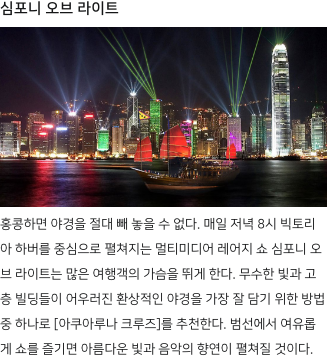 심포니 오브 라이트
홍콩하면 야경을 절대 빼 놓을 수 없다. 매일 저녁 8시 빅토리
아 하버를 중심으로 펼쳐지는 멀티미디어 레이저 쇼 심포니 오
브 라이트는 많은 여행객의 가슴을 뛰게 한다. 무수한 빛과 고
층 빌딩들이 어우러진 환상적인 야경을 가장 잘 담기 위한 방법
중 하나로 [아쿠아루나 크루즈]를 추천한다. 범선에서 여유롭
게 쇼를 즐기면 아름다운 빛과 음악의 향연이 펼쳐질 것이다.